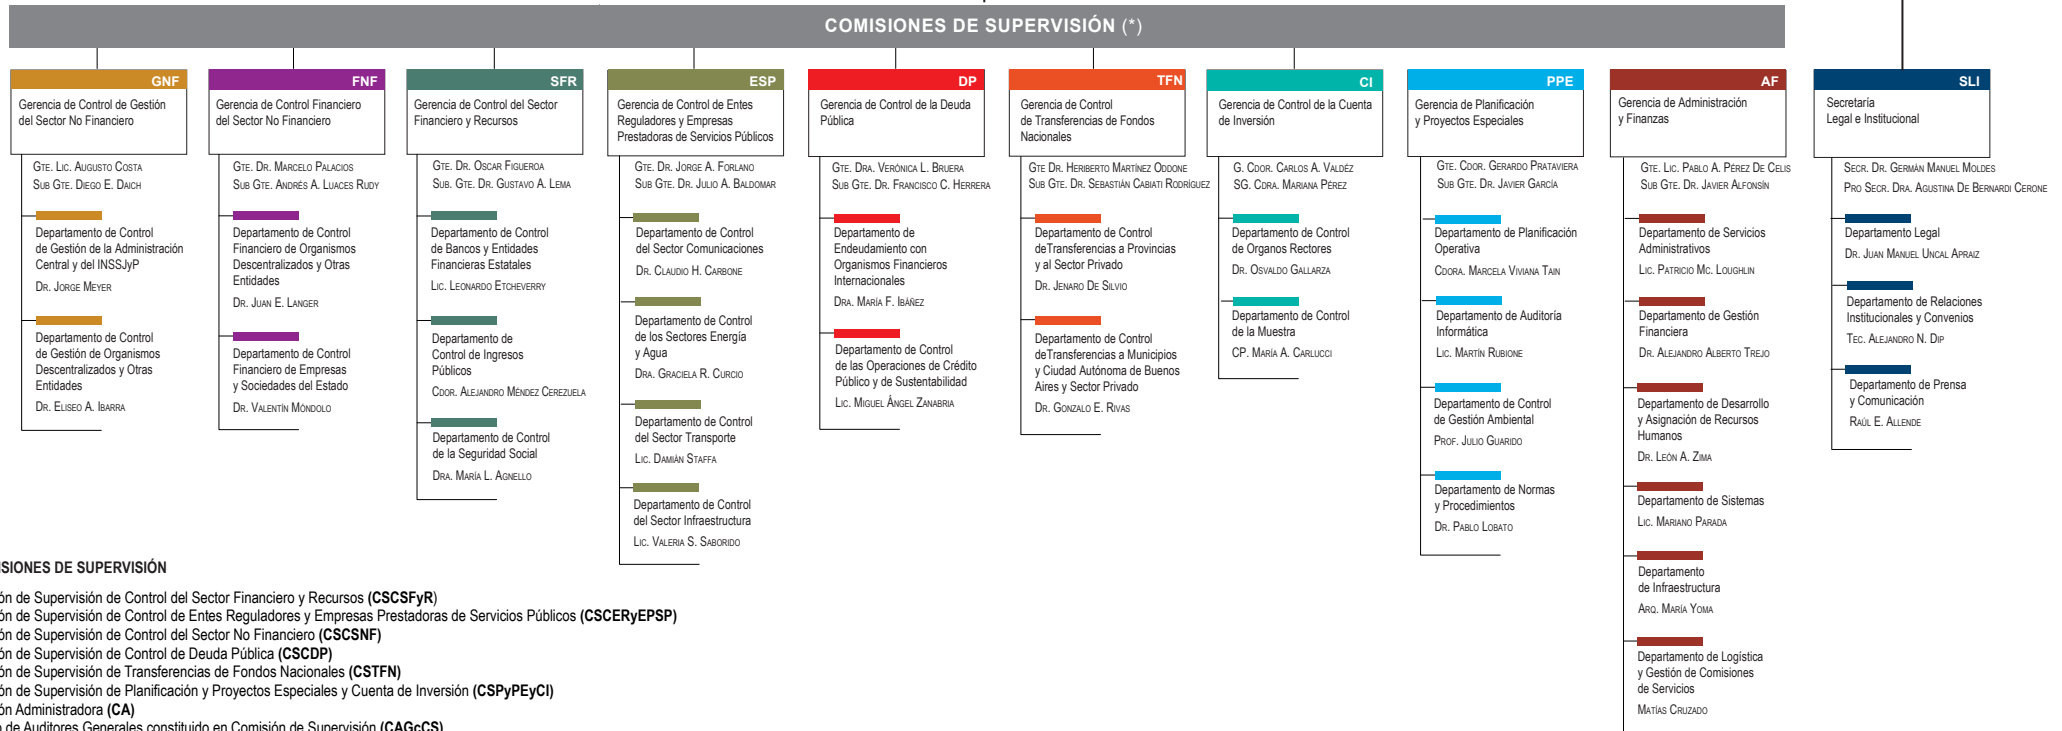 COMISIONES DE SUPERVISIÓN (*)
GNF
Gerencia de Control de Gestión
del Sector No Financiero
GTE. LIC. AUGUSTO COSTA
SUB GTE. DIEGO E. DAICH
Departamento de Control
de Gestión de la Administración
Central y del INSSJyP
DR. JORGE MEYER
Departamento de Control
de Gestión de Organismos
Descentralizados y Otras
Entidades
DR. ELISEO A. IBARRA
FNF
Gerencia de Control Financiero
del Sector No Financiero
GTE. DR. MARCELO PALACIOS
SUB GTE. ANDRÉS A. LUACES RUDY
Departamento de Control
Financiero de Organismos
Descentralizados y Otras
Entidades
DR. JUAN E. LANGER
Departamento de Control
Financiero de Empresas
y Sociedades del Estado
DR. VALENTÍN MÓNDOLO
SFR
Gerencia de Control del Sector
Financiero y Recursos
GTE. DR. OSCAR FIGUEROA
SUB. GTE. DR. GUSTAVO A. LEMA
Departamento de Control
de Bancos y Entidades
Financieras Estatales
LIC. LEONARDO ETCHEVERRY
Departamento de
Control de Ingresos
Públicos
CDOR. ALEJANDRO MÉNDEZ CEREZUELA
Departamento de Control
de la Seguridad Social
DRA. MARÍA L. AGNELLO
ESP
Gerencia de Control de Entes
Reguladores y Empresas
Prestadoras de Servicios Públicos
GTE. DR. JORGE A. FORLANO
SUB GTE. DR. JULIO A. BALDOMAR
Departamento de Control
del Sector Comunicaciones
DR. CLAUDIO H. CARBONE
Departamento de Control
de los Sectores Energía
y Agua
DRA. GRACIELA R. CURCIO
Departamento de Control
del Sector Transporte
LIC. DAMIÁN STAFFA
Departamento de Control
del Sector Infraestructura
LIC. VALERIA S. SABORIDO
DP
Gerencia de Control de la Deuda
Pública
GTE. DRA. VERÓNICA L. BRUERA
SUB GTE. DR. FRANCISCO C. HERRERA
Departamento de
Endeudamiento con
Organismos Financieros
Internacionales
DRA. MARÍA F. IBÁÑEZ
Departamento de Control
de las Operaciones de Crédito
Público y de Sustentabilidad
LIC. MIGUEL ÁNGEL ZANABRIA
TFN
Gerencia de Control
de Transferencias de Fondos
Nacionales
GTE DR. HERIBERTO MARTÍNEZ ODDONE
SUB GTE. DR. SEBASTIÁN CABIATI RODRÍGUEZ
Departamento de Control
deTransferencias a Provincias
y al Sector Privado
DR. JENARO DE SILVIO
Departamento de Control
deTransferencias a Municipios
y Ciudad Autónoma de Buenos
Aires y Sector Privado
DR. GONZALO E. RIVAS
CI
Gerencia de Control de la Cuenta
de Inversión
G. CDOR. CARLOS A. VALDÉZ
SG. CDRA. MARIANA PÉREZ
Departamento de Control
de Organos Rectores
DR. OSVALDO GALLARZA
Departamento de Control
de la Muestra
CP. MARÍA A. CARLUCCI
PPE
Gerencia de Planificación
y Proyectos Especiales
GTE. CDOR. GERARDO PRATAVIERA
SUB GTE. DR. JAVIER GARCÍA
Departamento de Planificación
Operativa
CDORA. MARCELA VIVIANA TAIN
Departamento de Auditoría
Informática
LIC. MARTÍN RUBIONE
Departamento de Control
de Gestión Ambiental
PROF. JULIO GUARIDO
Departamento de Normas
y Procedimientos
DR. PABLO LOBATO
AF
Gerencia de Administración
y Finanzas
GTE. LIC. PABLO A. PÉREZ DE CELIS
SUB GTE. DR. JAVIER ALFONSÍN
Departamento de Servicios
Administrativos
LIC. PATRICIO MC. LOUGHLIN
Departamento de Gestión
Financiera
DR. ALEJANDRO ALBERTO TREJO
Departamento de Desarrollo
y Asignación de Recursos
Humanos
DR. LEÓN A. ZIMA
Departamento de Sistemas
LIC. MARIANO PARADA
Departamento
de Infraestructura
ARQ. MARÍA YOMA
Departamento de Logística
y Gestión de Comisiones
de Servicios
MATÍAS CRUZADO
SLI
Secretaría
Legal e Institucional
SECR. DR. GERMÁN MANUEL MOLDES
PRO SECR. DRA. AGUSTINA DE BERNARDI CERONE
Departamento Legal
DR. JUAN MANUEL UNCAL APRAIZ
Departamento de Relaciones
Institucionales y Convenios
TEC. ALEJANDRO N. DIP
Departamento de Prensa
y Comunicación
RAÚL E. ALLENDE
ISIONES DE SUPERVISIÓN
ón de Supervisión de Control del Sector Financiero y Recursos (CSCSFyR)
ón de Supervisión de Control de Entes Reguladores y Empresas Prestadoras de Servicios Públicos (CSCERyEPSP)
ón de Supervisión de Control del Sector No Financiero (CSCSNF)
ón de Supervisión de Control de Deuda Pública (CSCDP)
ón de Supervisión de Transferencias de Fondos Nacionales (CSTFN)
ón de Supervisión de Planificación y Proyectos Especiales y Cuenta de Inversión (CSPyPEyCI)
ón Administradora (CA)
de Auditores Generales constituido en Comisión de Supervisión (CAGcCS)